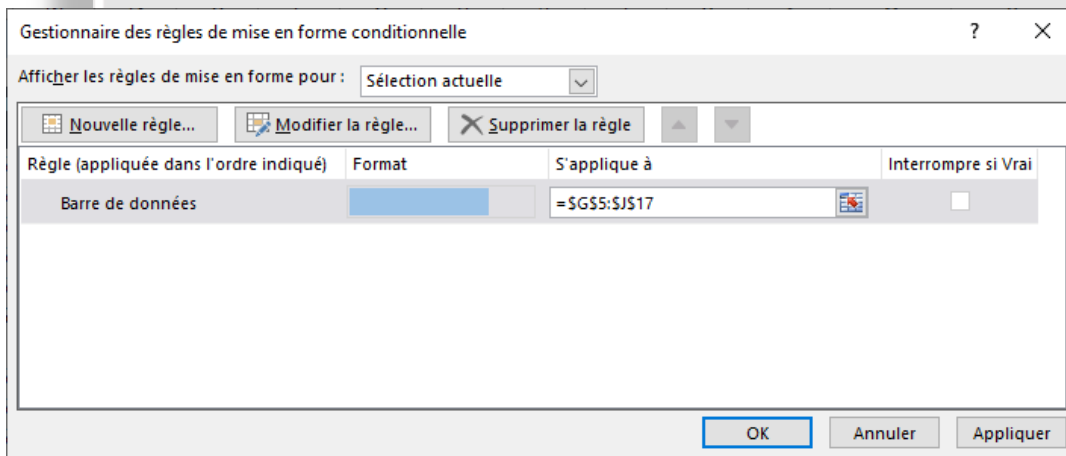 Gestionnaire des règles de mise en forme conditionnelle ?
Afficher les règles de mise en forme pour : Sélection actuelle
Nouvelle règle... Modifier la règle... Supprimer la règle
Règle (appliquée dans l'ordre indiqué) Format S'applique à Interrompre si Vrai
Barre de données =$G$5:$J$17
OK Annuler Appliquer